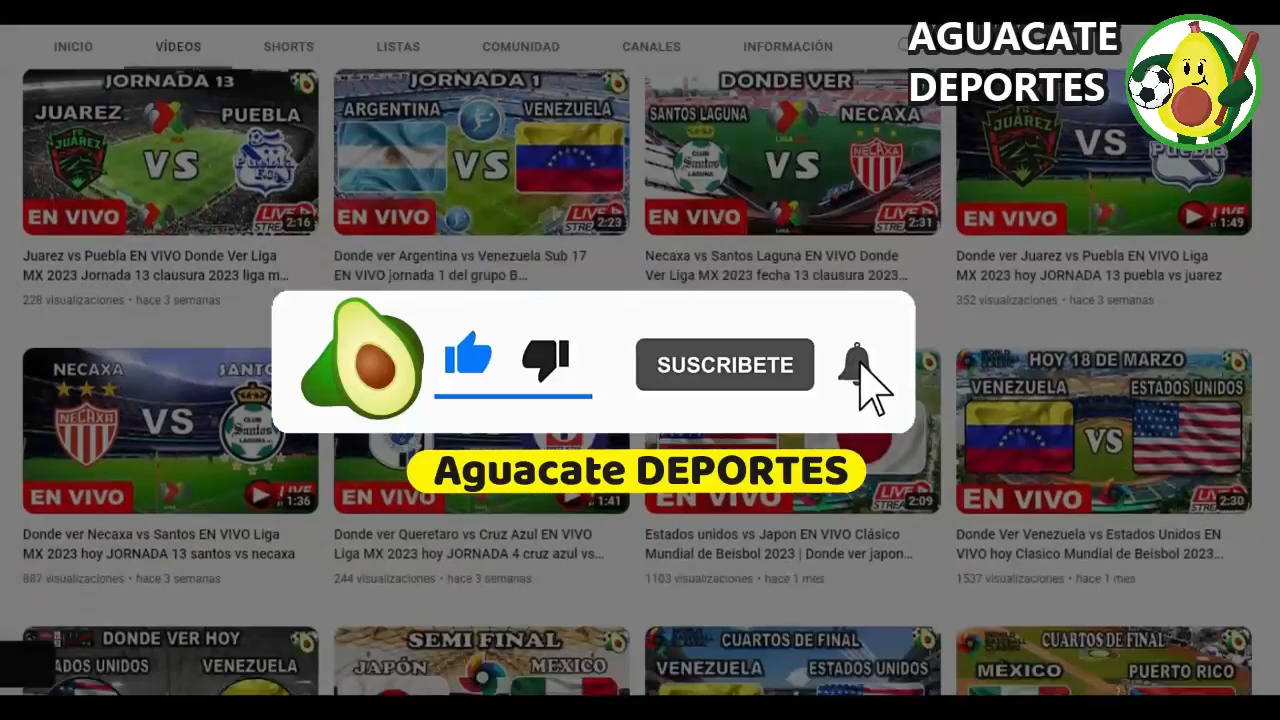 AGUACATE
DEPORTES
INICIO VÍDEOS SHORTS LISTAS COMUNIDAD CANALES INFORMACIÓN
JORNADA 13
JUAREZ
PUEBLA
VS
EN VIVO
LIVE
2:16
Juarez vs Puebla EN VIVO Donde Ver Liga
MX 2023 Jornada 13 clausura 2023 liga m...
228 visualizaciones • hace 3 semanas
JORNADA 1
ARGENTINA
VENEZUELA
VS
EN VIVO
LIVE
2:23
Donde ver Argentina vs Venezuela Sub 17
EN VIVO jornada 1 del grupo B...
DONDE VER
SANTOS LAGUNA
NECAXA
VS
EN VIVO
LIVE
2:31
Necaxa vs Santos Laguna EN VIVO Donde
Ver Liga MX 2023 fecha 13 clausura 2023...
VS
EN VIVO
LIVE
1:49
Donde ver Juarez vs Puebla EN VIVO Liga
MX 2023 hoy JORNADA 13 puebla vs juarez
352 visualizaciones • hace 3 semanas
SUSCRIBETE
Aguacate DEPORTES
NECAXA
VS
EN VIVO
1:36
Donde ver Necaxa vs Santos EN VIVO Liga
MX 2023 hoy JORNADA 13 santos vs necaxa
887 visualizaciones • hace 3 semanas
EN VIVO
1:41
Donde ver Queretaro vs Cruz Azul EN VIVO
Liga MX 2023 hoy JORNADA 4 cruz azul vs...
244 visualizaciones • hace 3 semanas
EN VIVO
LIVE
2:09
Estados unidos vs Japon EN VIVO Clásico
Mundial de Beisbol 2023 | Donde ver japon...
1103 visualizaciones • hace 1 mes
HOY 18 DE MARZO
VENEZUELA
ESTADOS UNIDOS
VS
EN VIVO
2:30
Donde Ver Venezuela vs Estados Unidos EN
VIVO hoy Clasico Mundial de Beisbol 2023...
1537 visualizaciones • hace 1 mes
DONDE VER HOY
ADOS UNIDOS
VENEZUELA
SEMI FINAL
JAPÓN
MEXICO
CUARTOS DE FINAL
VENEZUELA
ESTADOS UNIDOS
CUARTOS DE FINAL
MEXICO
PUERTO RICO